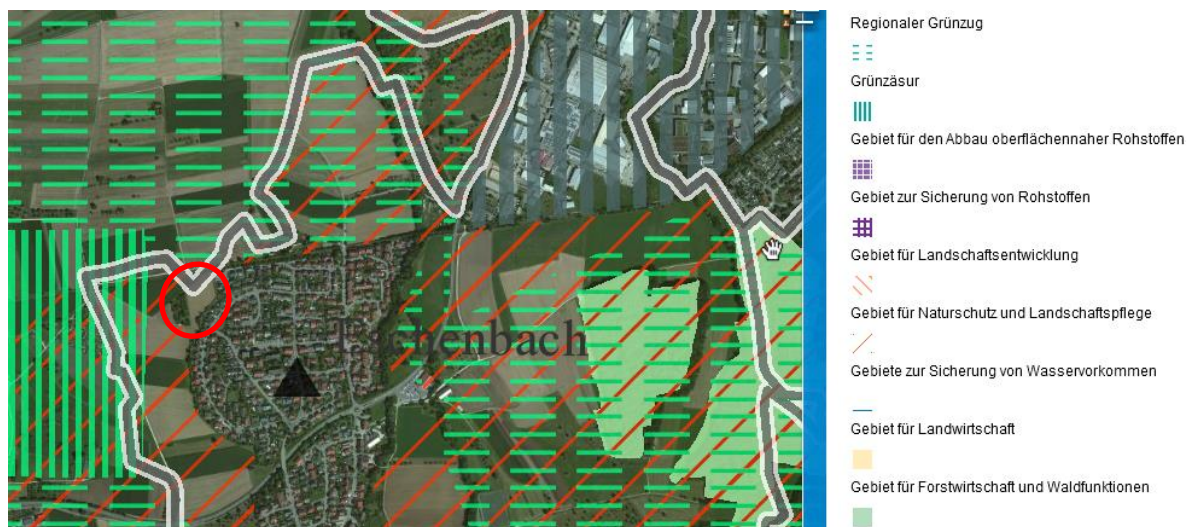 Eschenbach
Regionaler Grünzug
Grünzäsur
Gebiet für den Abbau oberflächennaher Rohstoffen
Gebiet zur Sicherung von Rohstoffen
Gebiet für Landschaftsentwicklung
Gebiet für Naturschutz und Landschaftspflege
Gebiete zur Sicherung von Wasservorkommen
Gebiet für Landwirtschaft
Gebiet für Forstwirtschaft und Waldfunktionen